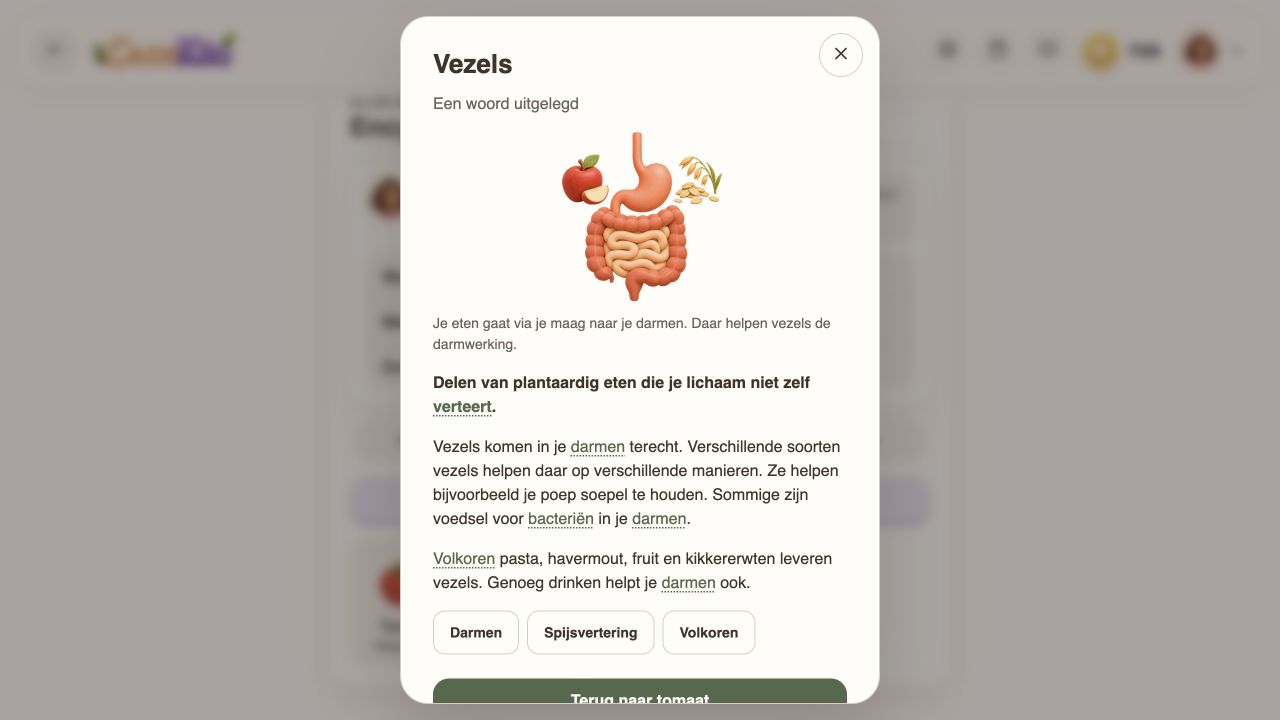 Vezels
Een woord uitgelegd
Je eten gaat via je maag naar je darmen. Daar helpen vezels de
darmwerking.
Delen van plantaardig eten die je lichaam niet zelf
verteert.
Vezels komen in je darmen terecht. Verschillende soorten
vezels helpen daar op verschillende manieren. Ze helpen
bijvoorbeeld je poep soepel te houden. Sommige zijn
voedsel voor bacteriën in je darmen.
Volkoren pasta, havermout, fruit en kikkererwten leveren
vezels. Genoeg drinken helpt je darmen ook.
Darmen Spijsvertering Volkoren
Terug naar tomaat